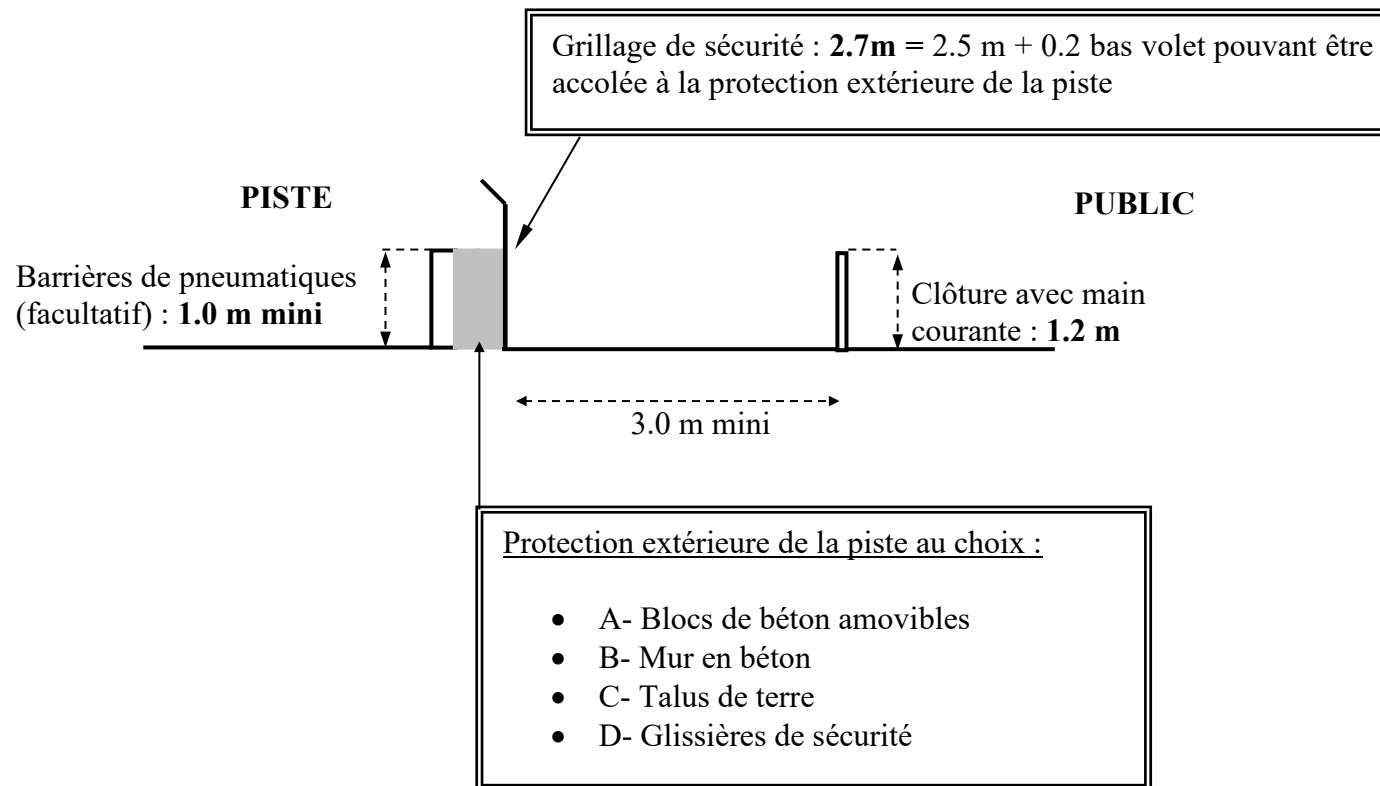 Grillage de sécurité : 2.7m = 2.5 m + 0.2 bas volet pouvant être
accolée à la protection extérieure de la piste
PISTE
PUBLIC
Barrières de pneumatiques
(facultatif) : 1.0 m mini
Clôture avec main
courante : 1.2 m
3.0 m mini
Protection extérieure de la piste au choix :
• A- Blocs de béton amovibles
• B- Mur en béton
• C- Talus de terre
• D- Glissières de sécurité